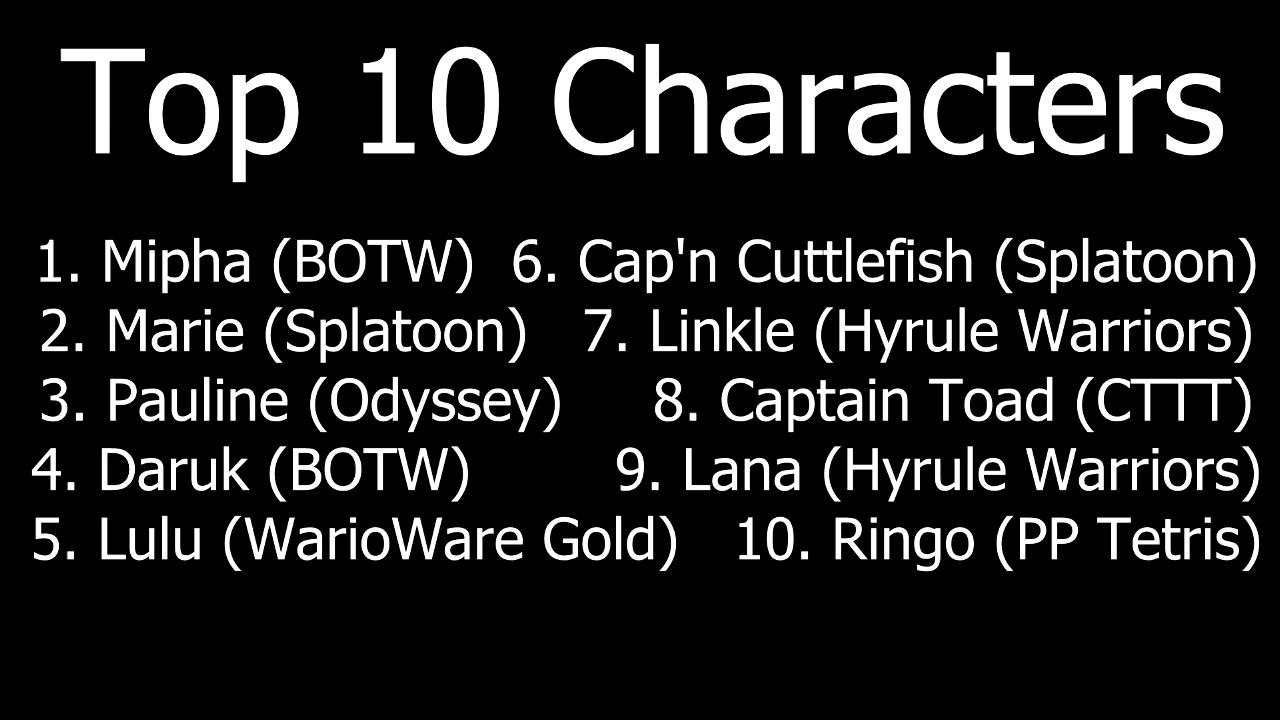 Top 10 Characters
1. Mipha (BOTW) 6. Cap'n Cuttlefish (Splatoon)
2. Marie (Splatoon) 7. Linkle (Hyrule Warriors)
3. Pauline (Odyssey) 8. Captain Toad (CTTT)
4. Daruk (BOTW) 9. Lana (Hyrule Warriors)
5. Lulu (WarioWare Gold) 10. Ringo (PP Tetris)